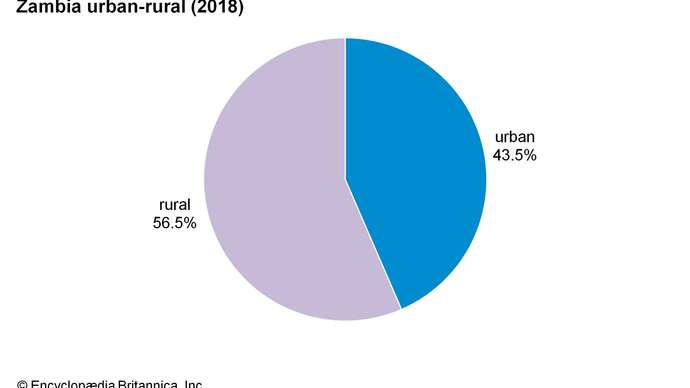 Zambia urban-rural (2018)
urban
43.5%
rural
56.5%
© Encyclopædia Britannica, Inc.